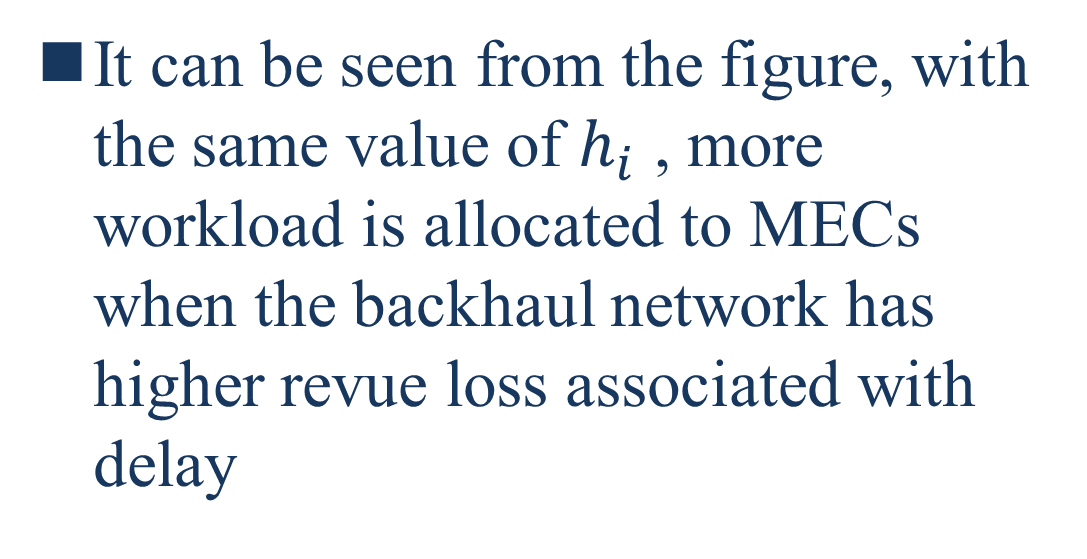 ■ It can be seen from the figure, with
the same value of $h_i$ , more
workload is allocated to MECs
when the backhaul network has
higher revue loss associated with
delay